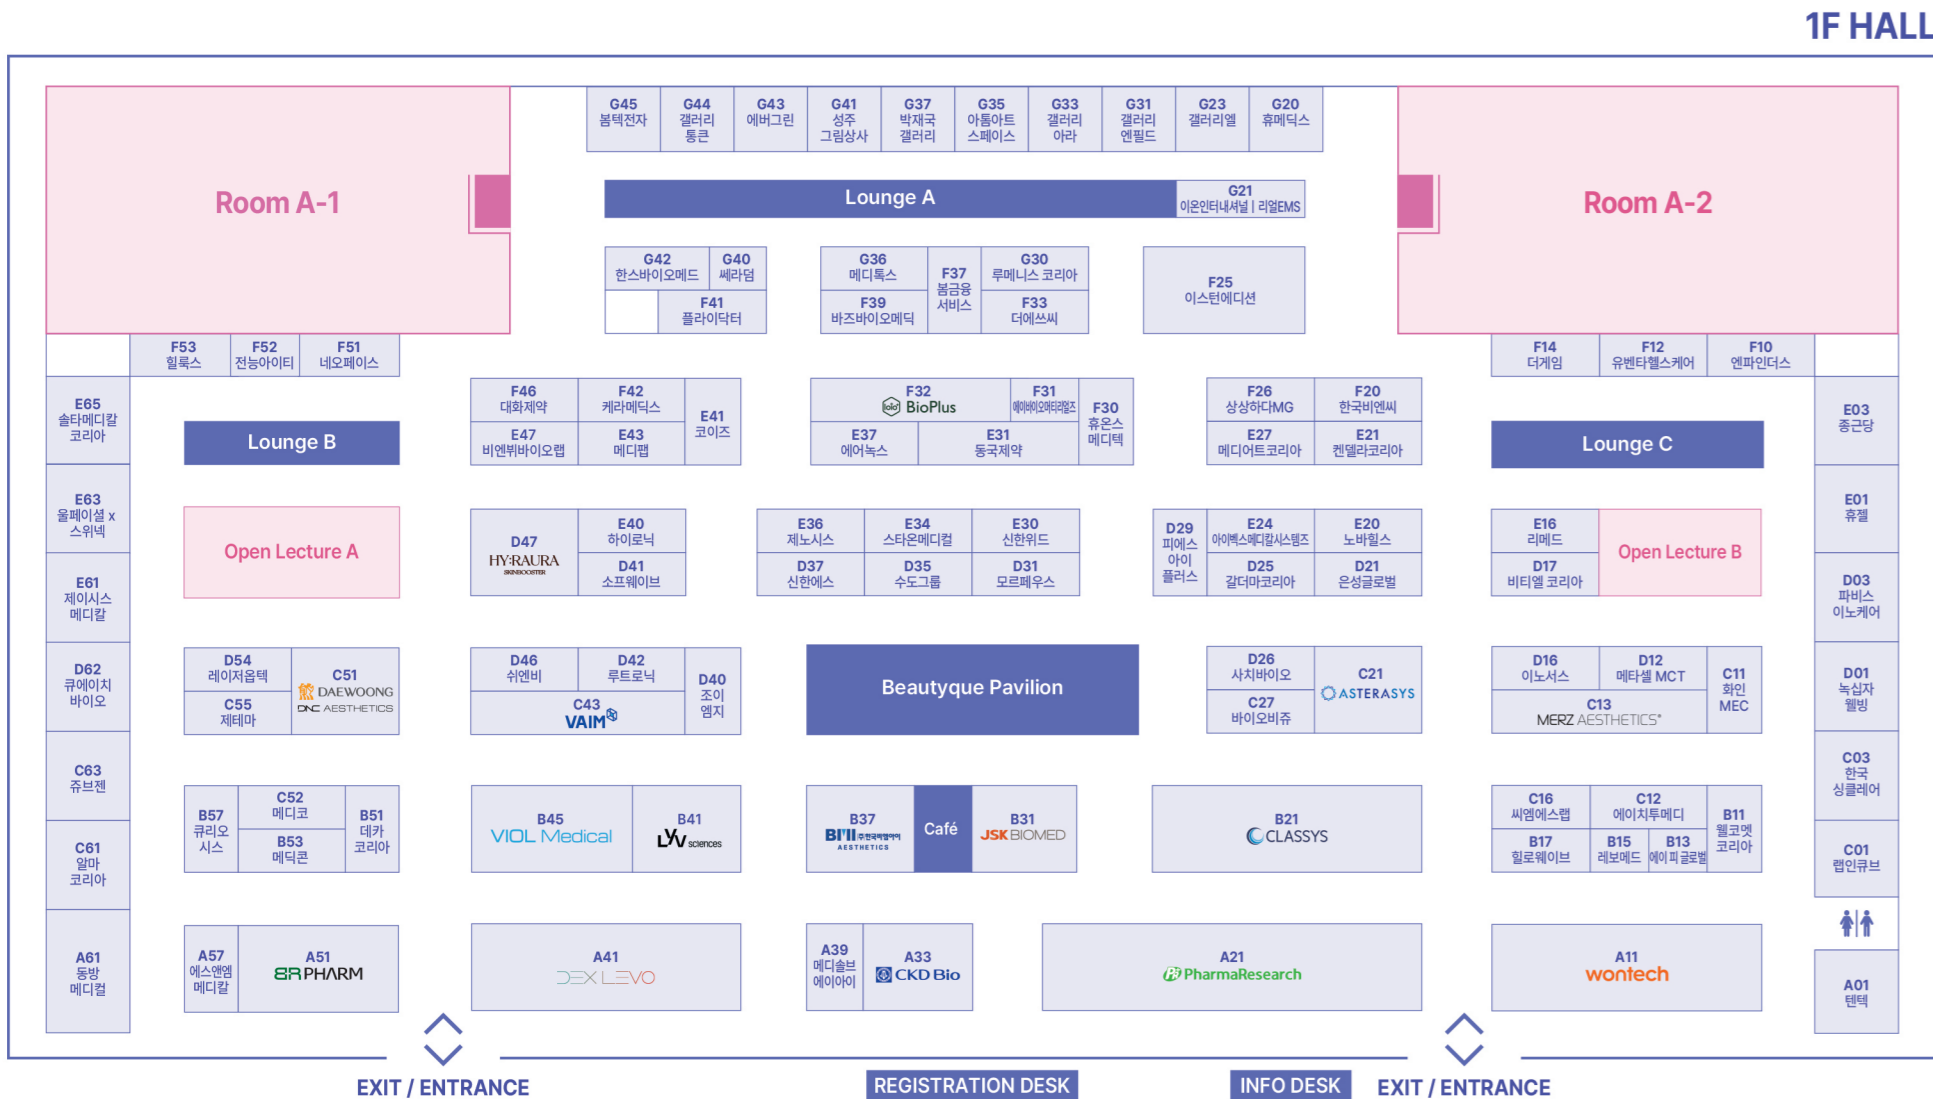 1F HALL
Room A-1
G45
봄텍전자
G44
갤러리
통큰
G43
에버그린
G41
성주
그림상사
G37
박재국
갤러리
G35
아톰아트
스페이스
G33
갤러리
아라
G31
갤러리
엔필드
G23
갤러리엘
G20
휴메딕스
Lounge A
G21
이온인터내셔널 | 리얼EMS
Room A-2
G42
한스바이오메드
G40
쎄라덤
F41
플라이닥터
G36
메디톡스
F39
바즈바이오메딕
F37
봄금융
서비스
G30
루메니스 코리아
F33
더에쓰씨
F25
이스턴에디션
F53
힐룩스
F52
전능아이티
F51
네오페이스
F14
더게임
F12
유벤타헬스케어
F10
엔파인더스
E65
솔타메디칼
코리아
Lounge B
F46
대화제약
F42
케라메딕스
E41
코이즈
E47
비엔뷔바이오랩
E43
메디팹
F32
BioPlus
F31
에이바이오머티리얼즈
F30
휴온스
메디텍
E37
에어녹스
E31
동국제약
F26
상상하다MG
F20
한국비엔씨
E27
메디어트코리아
E21
켄델라코리아
Lounge C
E03
종근당
E63
울페이셜 x
스위넥
Open Lecture A
D47
HY:RAURA
SKINBOOSTER
E40
하이로닉
D41
소프웨이브
E36
제노시스
E34
스타온메디컬
E30
신한위드
D37
신한에스
D35
수도그룹
D31
모르페우스
D29
피에스
아이
플러스
E24
아이벡스메디칼시스템즈
E20
노바힐스
D25
갈더마코리아
D21
은성글로벌
E16
리메드
D17
비티엘 코리아
Open Lecture B
E01
휴젤
E61
제이시스
메디칼
D03
파비스
이노케어
D62
큐에이치
바이오
D54
레이저옵텍
C55
제테마
C51
DAEWOONG
DNC AESTHETICS
D46
쉬엔비
D42
루트로닉
C43
VAIM
D40
조이
엠지
Beautyque Pavilion
D26
사치바이오
C27
바이오비쥬
C21
ASTERASYS
D16
이노서스
D12
메타셀 MCT
C13
MERZ AESTHETICS
C11
화인
MEC
D01
녹십자
웰빙
C63
쥬브젠
B57
큐리오
시스
C52
메디코
B53
메딕콘
B51
데카
코리아
B45
VIOL Medical
B41
LYV sciences
B37
BMI ㈜한국비엠아이
AESTHETICS
Café
B31
JSK BIOMED
B21
CLASSYS
C16
씨엠에스랩
C12
에이치투메디
B11
웰코멧
코리아
B17
힐로웨이브
B15
레보메드
B13
에이 피 글로벌
C03
한국
싱클레어
C61
알마
코리아
C01
랩인큐브
A61
동방
메디컬
A57
에스앤엠
메디칼
A51
BR PHARM
A41
DEXLEVO
A39
메디솔브
에이아이
A33
CKD Bio
A21
PharmaResearch
A11
wontech
A01
텐텍
EXIT / ENTRANCE
REGISTRATION DESK
INFO DESK
EXIT / ENTRANCE